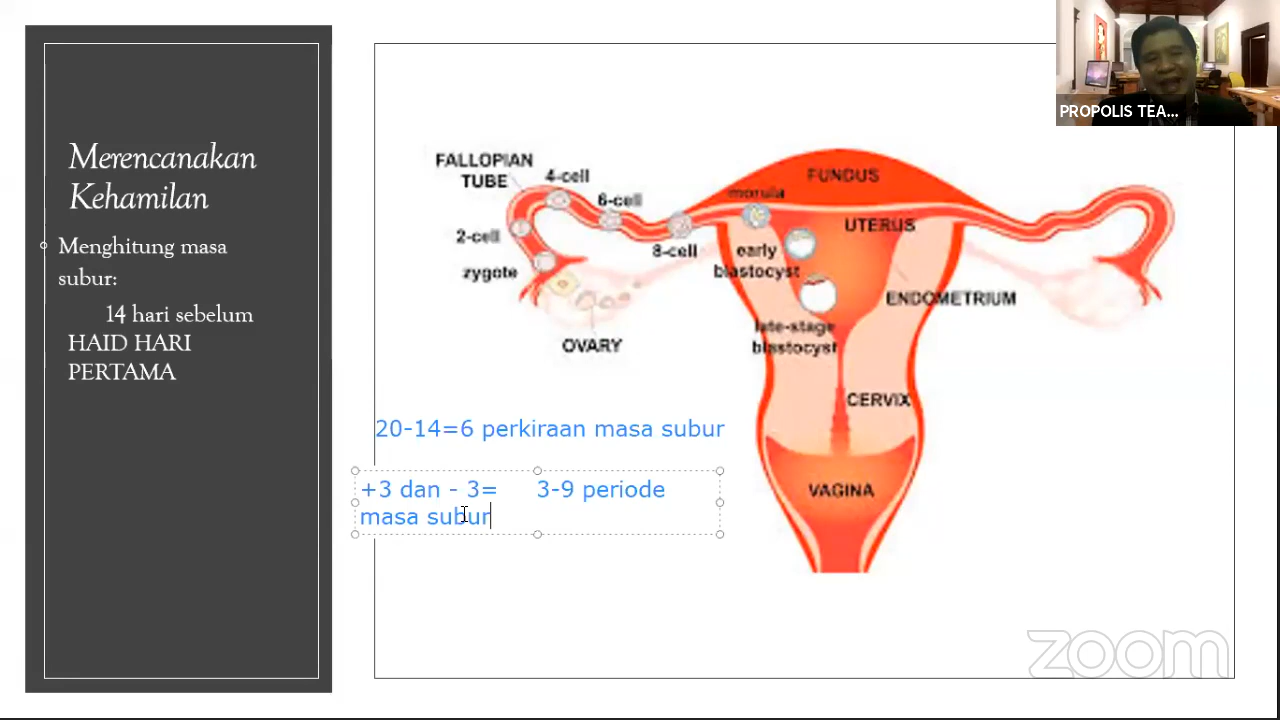 Merencanakan
Kehamilan
Menghitung masa
subur:
14 hari sebelum
HAID HARI
PERTAMA
FALLOPIAN
TUBE
4-cell
6-cell
2-cell
8-cell
zygote
OVARY
morula
early
blastocyst
late-stage
blastocyst
FUNDUS
UTERUS
ENDOMETRIUM
CERVIX
VAGINA
20-14=6 perkiraan masa subur
+3 dan - 3= 3-9 periode
masa subur
PROPOLIS TEA...
zoom